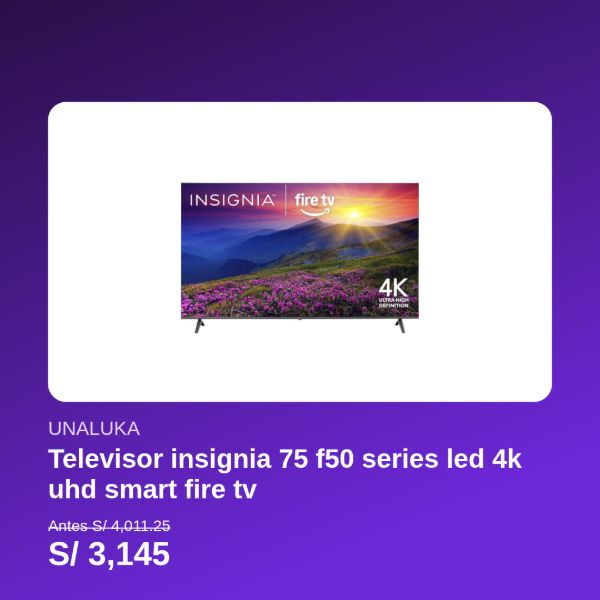 INSIGNIA fire tv
4K
ULTRA HIGH
DEFINITION
UNALUKA
Televisor insignia 75 f50 series led 4k
uhd smart fire tv
Antes S/ 4,011.25
S/ 3,145